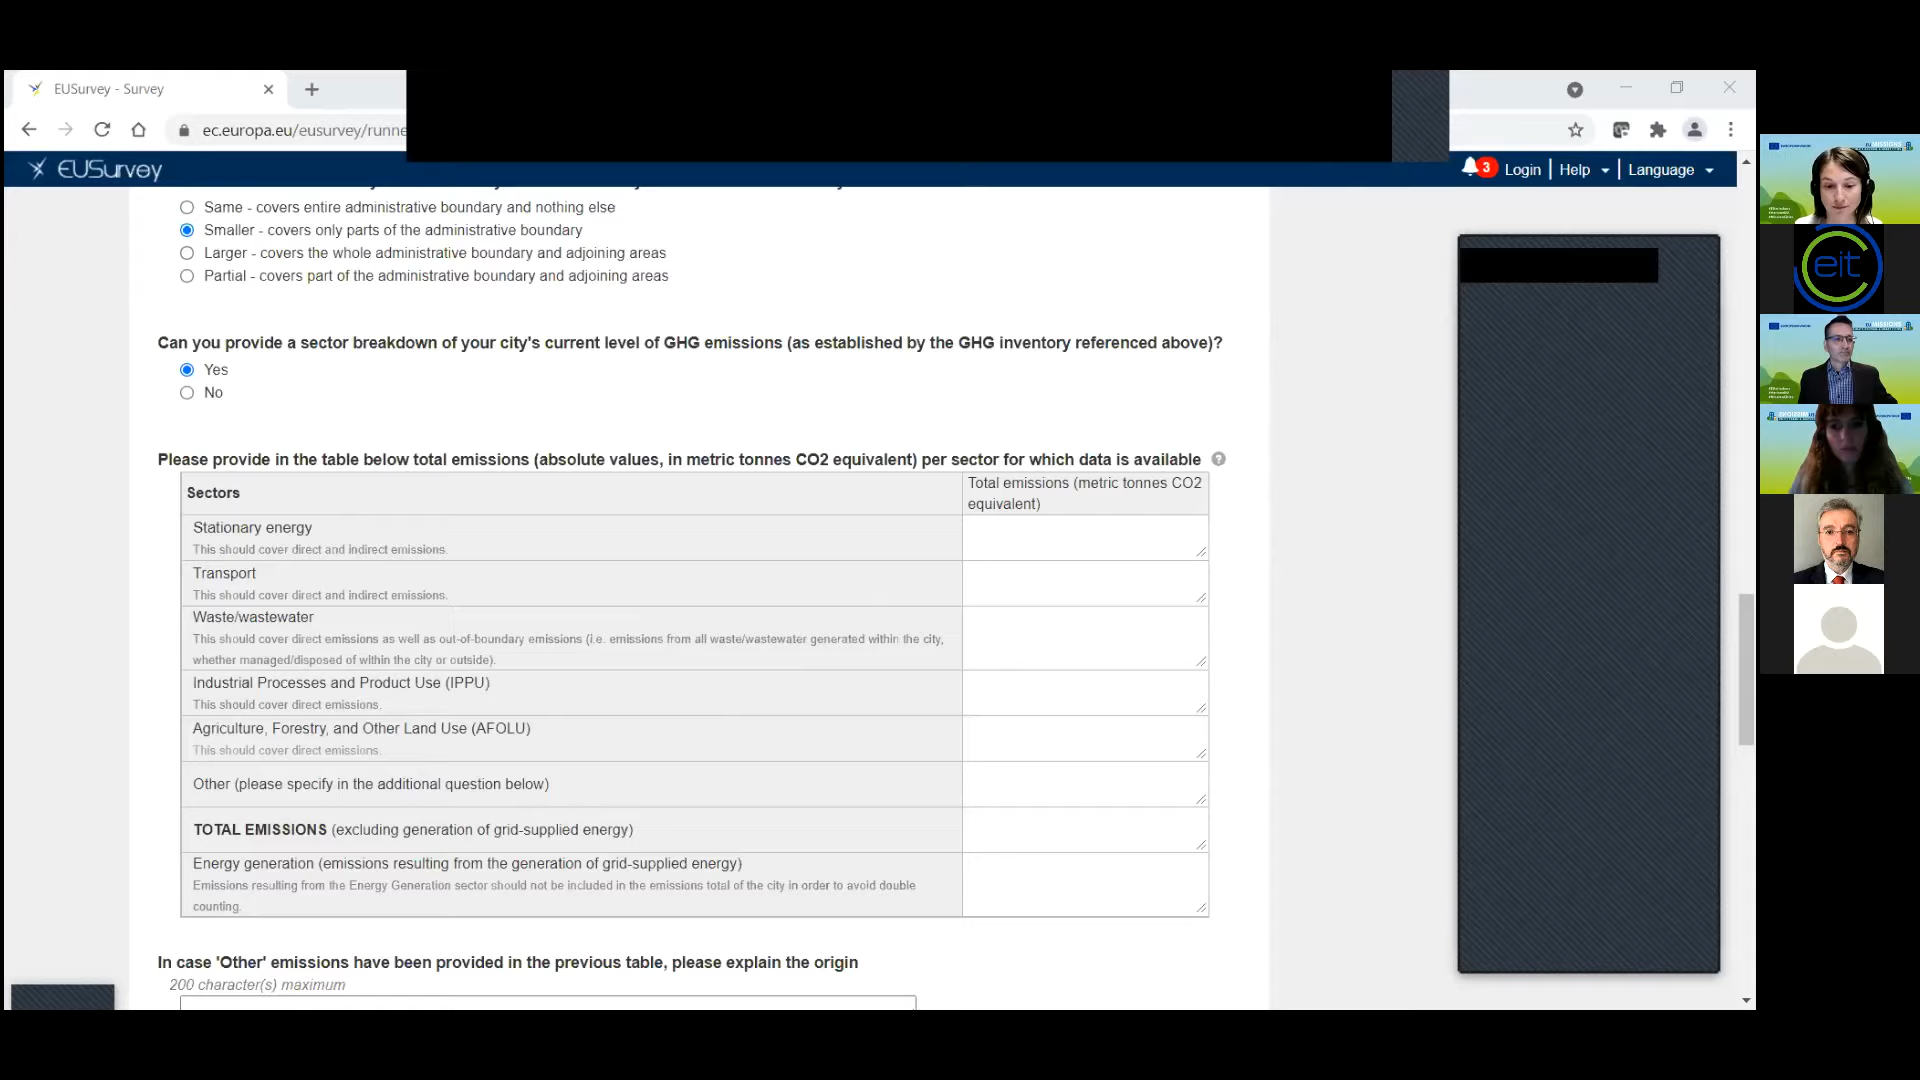 EUSurvey - Survey
ec.europa.eu/eusurvey/runne
EUSurvey
3 Login Help Language
Same - covers entire administrative boundary and nothing else
Smaller - covers only parts of the administrative boundary
Larger - covers the whole administrative boundary and adjoining areas
Partial - covers part of the administrative boundary and adjoining areas
Can you provide a sector breakdown of your city's current level of GHG emissions (as established by the GHG inventory referenced above)?
Yes
No
Please provide in the table below total emissions (absolute values, in metric tonnes CO2 equivalent) per sector for which data is available
Sectors
Total emissions (metric tonnes CO2
equivalent)
Stationary energy
This should cover direct and indirect emissions.
Transport
This should cover direct and indirect emissions.
Waste/wastewater
This should cover direct emissions as well as out-of-boundary emissions (i.e. emissions from all waste/wastewater generated within the city,
whether managed/disposed of within the city or outside).
Industrial Processes and Product Use (IPPU)
This should cover direct emissions.
Agriculture, Forestry, and Other Land Use (AFOLU)
This should cover direct emissions.
Other (please specify in the additional question below)
TOTAL EMISSIONS (excluding generation of grid-supplied energy)
Energy generation (emissions resulting from the generation of grid-supplied energy)
Emissions resulting from the Energy Generation sector should not be included in the emissions total of the city in order to avoid double
counting.
In case 'Other' emissions have been provided in the previous table, please explain the origin
200 character(s) maximum
eit